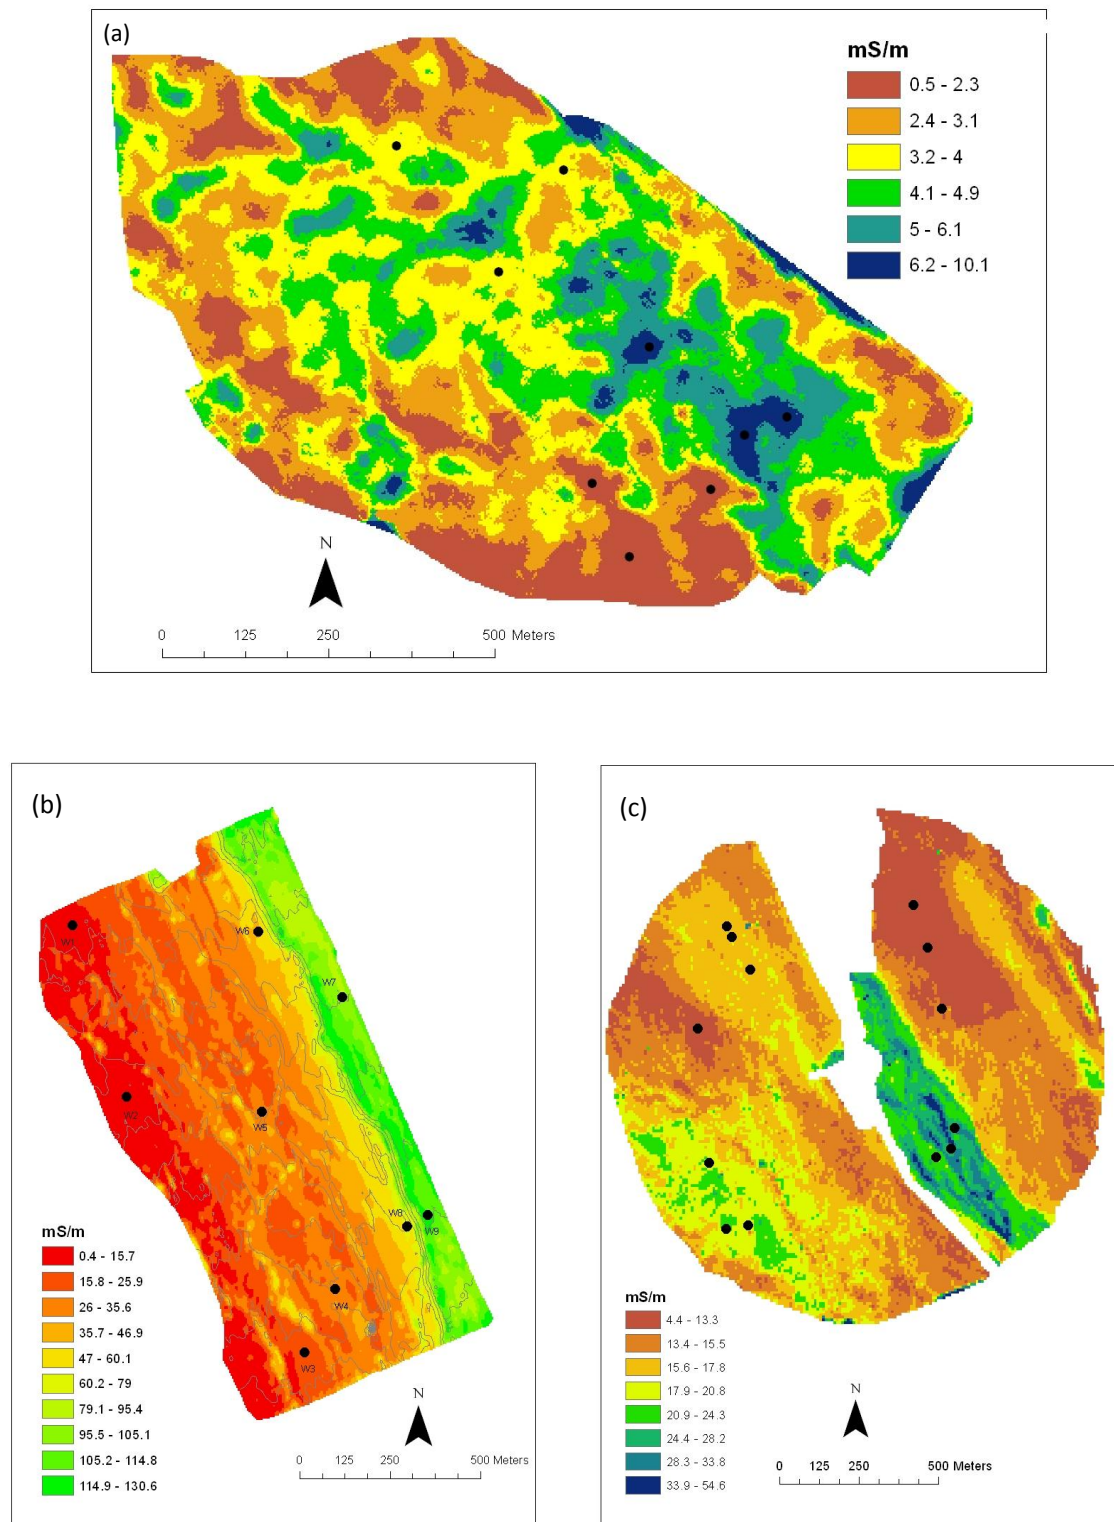 (a)
mS/m
0.5 - 2.3
2.4 - 3.1
3.2 - 4
4.1 - 4.9
5 - 6.1
6.2 - 10.1
N
0 125 250 500 Meters
(b)
W1
W6
W7
W2
W5
W8
W9
W4
W3
mS/m
0.4 - 15.7
15.8 - 25.9
26 - 35.6
35.7 - 46.9
47 - 60.1
60.2 - 79
79.1 - 95.4
95.5 - 105.1
105.2 - 114.8
114.9 - 130.6
N
0 125 250 500 Meters
(c)
mS/m
4.4 - 13.3
13.4 - 15.5
15.6 - 17.8
17.9 - 20.8
20.9 - 24.3
24.4 - 28.2
28.3 - 33.8
33.9 - 54.6
N
0 125 250 500 Meters